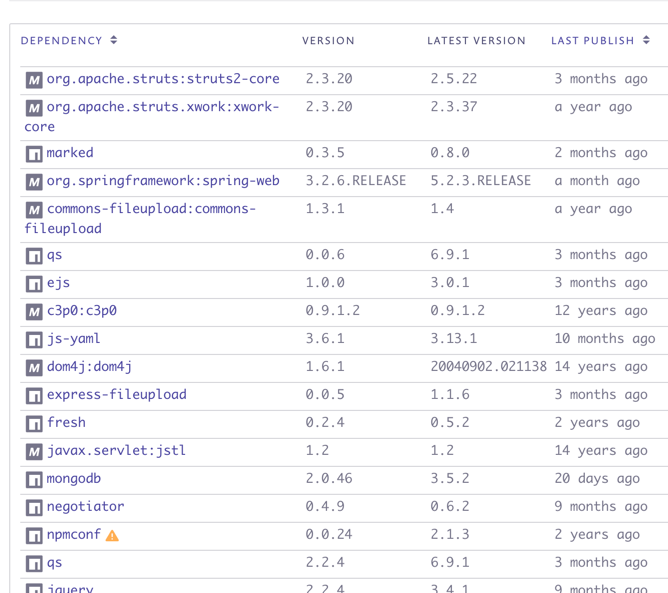 DEPENDENCY VERSION LATEST VERSION LAST PUBLISH
org.apache.struts:struts2-core 2.3.20 2.5.22 3 months ago
org.apache.struts.xwork:xwork- 2.3.20 2.3.37 a year ago
core
marked 0.3.5 0.8.0 2 months ago
org.springframework:spring-web 3.2.6.RELEASE 5.2.3.RELEASE a month ago
commons-fileupload:commons- 1.3.1 1.4 a year ago
fileupload
qs 0.0.6 6.9.1 3 months ago
ejs 1.0.0 3.0.1 3 months ago
c3p0:c3p0 0.9.1.2 0.9.1.2 12 years ago
js-yaml 3.6.1 3.13.1 10 months ago
dom4j:dom4j 1.6.1 20040902.021138 14 years ago
express-fileupload 0.0.5 1.1.6 3 months ago
fresh 0.2.4 0.5.2 2 years ago
javax.servlet:jstl 1.2 1.2 14 years ago
mongodb 2.0.46 3.5.2 20 days ago
negotiator 0.4.9 0.6.2 9 months ago
npmconf 0.0.24 2.1.3 2 years ago
qs 2.2.4 6.9.1 3 months ago
jquery 2.2.4 3.4.1 9 months ago